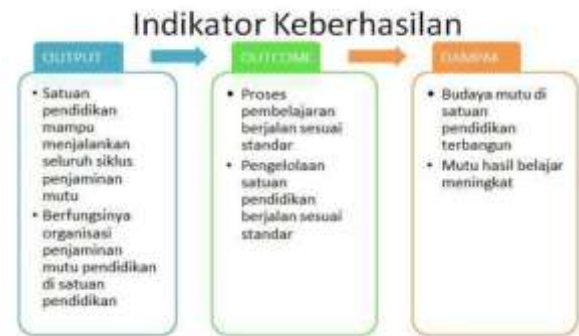 Indikator Keberhasilan
OUTPUT
• Satuan
pendidikan
mampu
menjalankan
seluruh siklus
penjaminan
mutu
• Berfungsinya
organisasi
penjaminan
mutu pendidikan
di satuan
pendidikan
OUTCOME
• Proses
pembelajaran
berjalan sesuai
standar
• Pengelolaan
satuan
pendidikan
berjalan sesuai
standar
DAMPAK
• Budaya mutu di
satuan
pendidikan
terbangun
• Mutu hasil belajar
meningkat